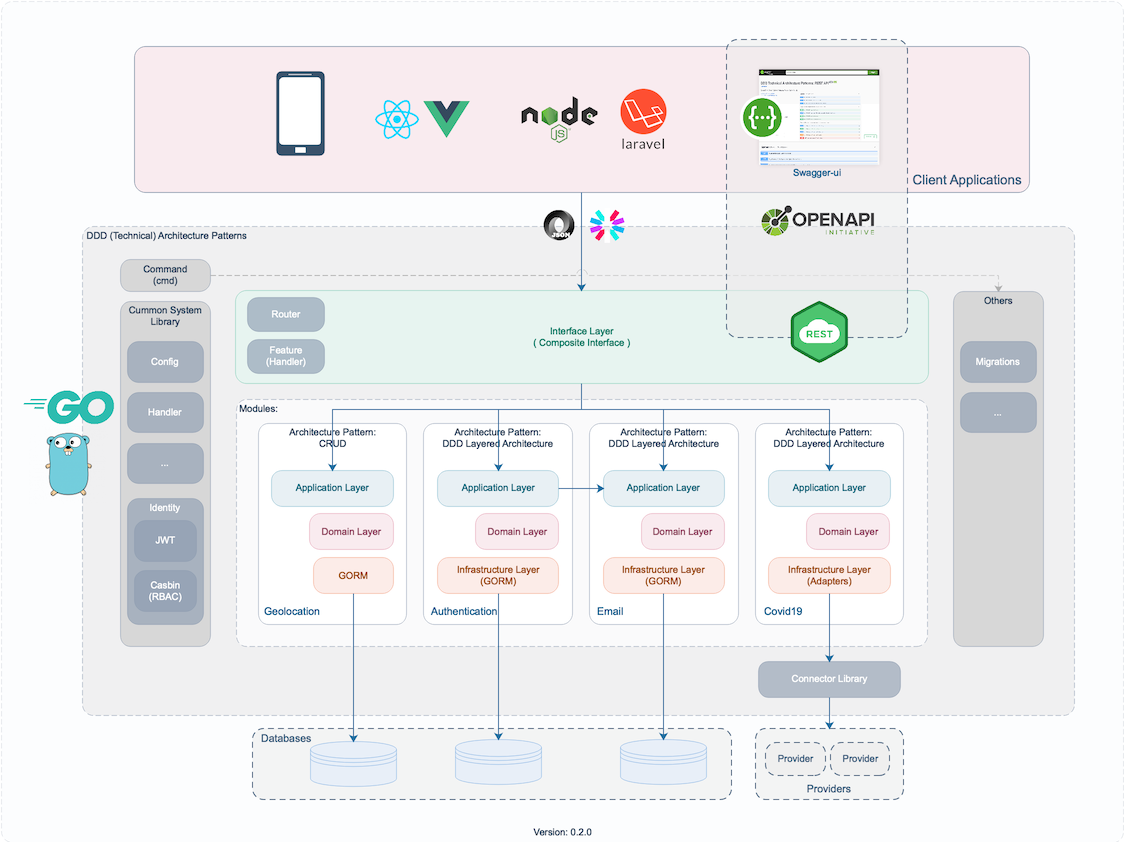 node
JS
laravel
Swagger-ui
Client Applications
JSON
OPENAPI
INITIATIVE
DDD (Technical) Architecture Patterns
Command
(cmd)
Cummon System
Library
Config
Handler
...
Identity
JWT
Casbin
(RBAC)
GO
Router
Feature
(Handler)
Interface Layer
( Composite Interface )
REST
Others
Migrations
...
Modules:
Architecture Pattern:
CRUD
Application Layer
Domain Layer
GORM
Geolocation
Architecture Pattern:
DDD Layered Architecture
Application Layer
Domain Layer
Infrastructure Layer
(GORM)
Authentication
Architecture Pattern:
DDD Layered Architecture
Application Layer
Domain Layer
Infrastructure Layer
(GORM)
Email
Architecture Pattern:
DDD Layered Architecture
Application Layer
Domain Layer
Infrastructure Layer
(Adapters)
Covid19
Connector Library
Databases
Provider
Provider
Providers
Version: 0.2.0